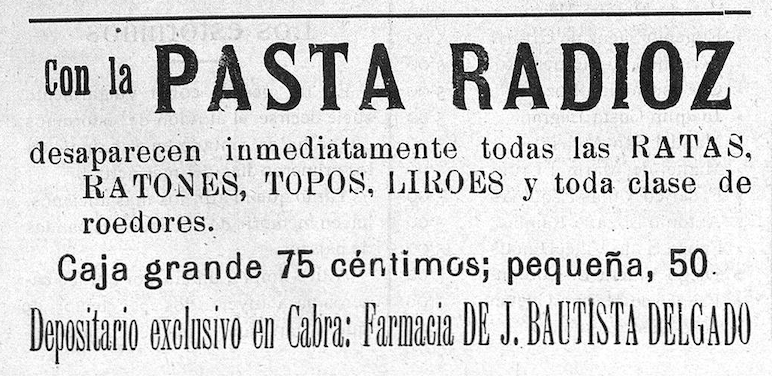 Con la PASTA RADIOZ
desaparecen inmediatamente todas las RATAS,
RATONES, TOPOS, LIROES y toda clase de
roedores.
Caja grande 75 céntimos; pequeña, 50.
Depositario exclusivo en Cabra: Farmacia DE J. BAUTISTA DELGADO